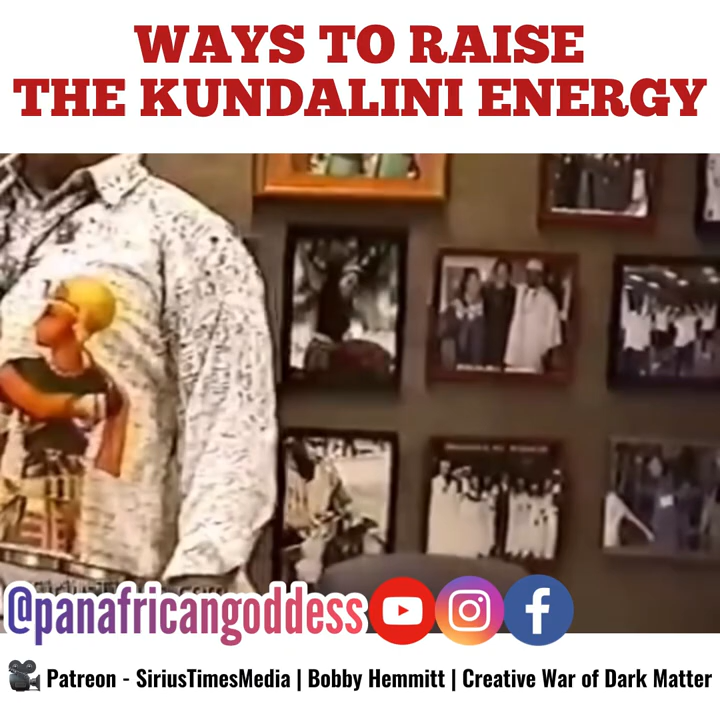 WAYS TO RAISE
THE KUNDALINI ENERGY
@panafricangoddess
Patreon - SiriusTimesMedia | Bobby Hemmitt | Creative War of Dark Matter